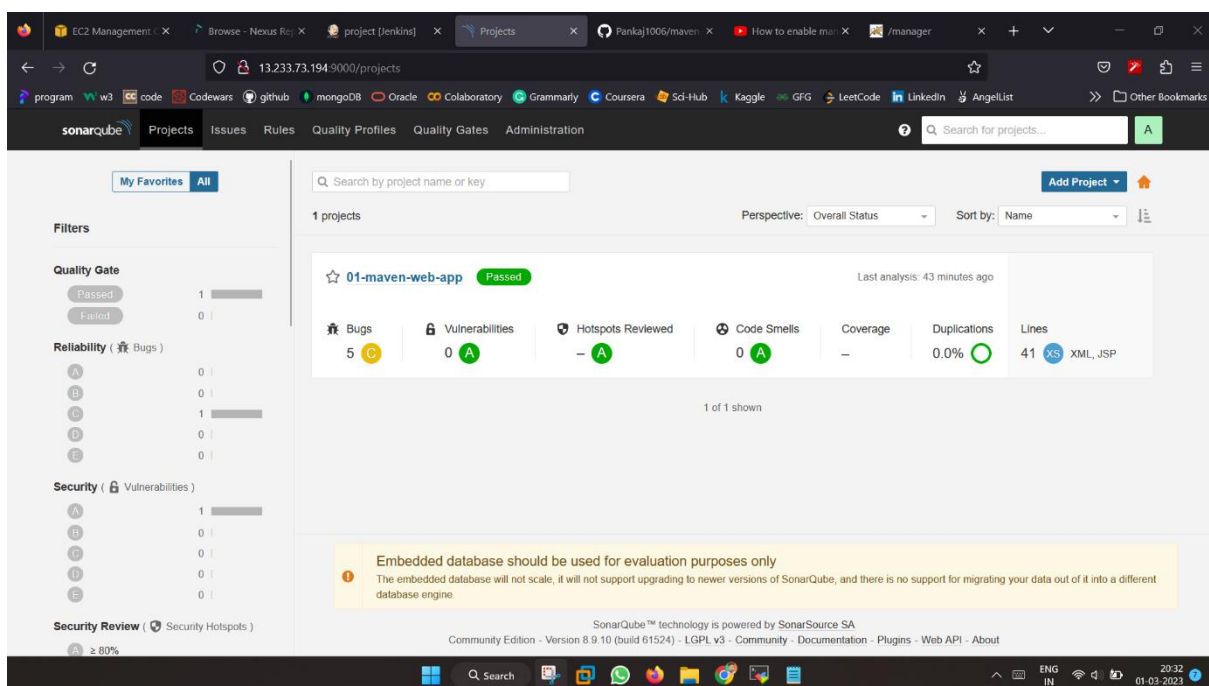 EC2 Management C
Browse - Nexus Rep
project [Jenkins]
Projects
Pankaj1006/maven
How to enable man
/manager
13.233.73.194:9000/projects
program
w3
code
Codewars
github
mongoDB
Oracle
Colaboratory
Grammarly
Coursera
Sci-Hub
Kaggle
GFG
LeetCode
LinkedIn
AngelList
Other Bookmarks
sonarqube
Projects
Issues
Rules
Quality Profiles
Quality Gates
Administration
Search for projects...
A
My Favorites
All
Search by project name or key
Add Project
1 projects
Perspective: Overall Status
Sort by: Name
Filters
Quality Gate
Passed 1
Failed 0
Reliability ( Bugs )
A 0
B 0
C 1
D 0
E 0
Security ( Vulnerabilities )
A 1
B 0
C 0
D 0
E 0
Security Review ( Security Hotspots )
A ≥ 80%
01-maven-web-app Passed
Last analysis: 43 minutes ago
Bugs
5 C
Vulnerabilities
0 A
Hotspots Reviewed
– A
Code Smells
0 A
Coverage
–
Duplications
0.0%
Lines
41 XS XML, JSP
1 of 1 shown
Embedded database should be used for evaluation purposes only
The embedded database will not scale, it will not support upgrading to newer versions of SonarQube, and there is no support for migrating your data out of it into a different
database engine.
SonarQube™ technology is powered by SonarSource SA
Community Edition - Version 8.9.10 (build 61524) - LGPL v3 - Community - Documentation - Plugins - Web API - About
Search
ENG
IN
20:32
01-03-2023
7